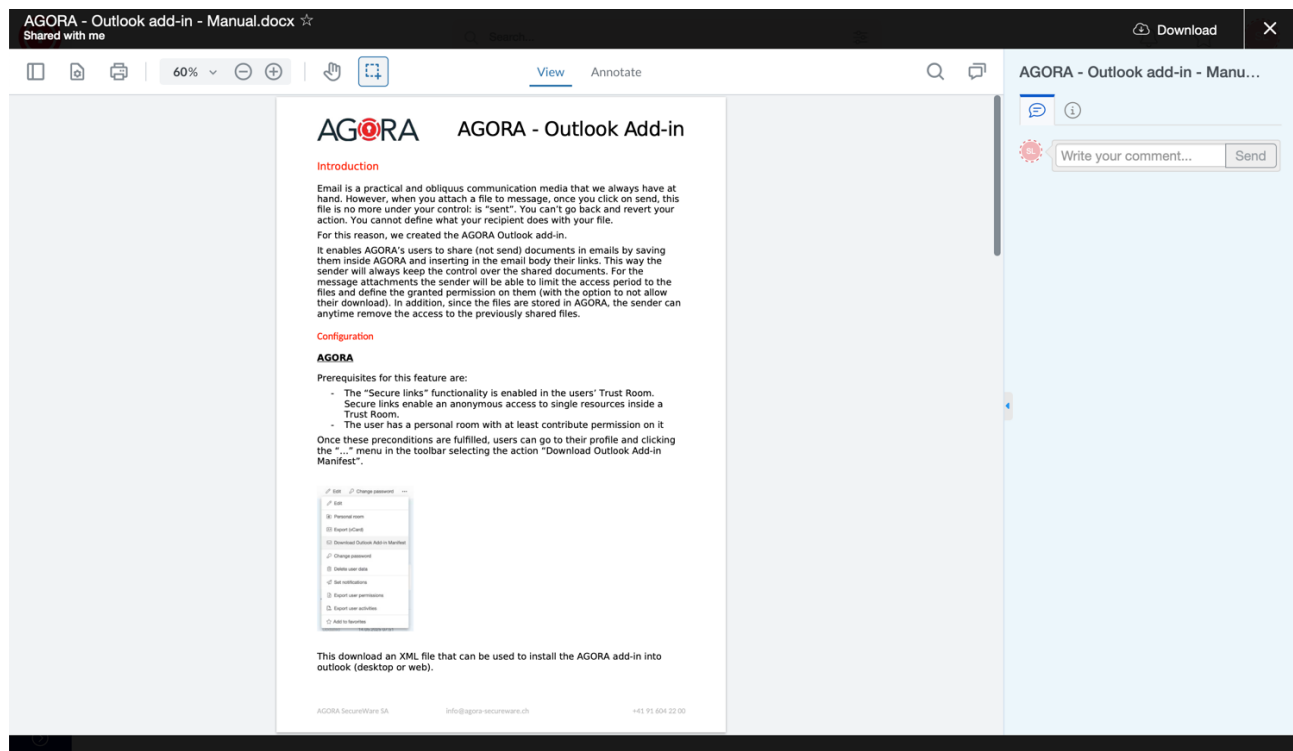 AGORA - Outlook add-in - Manual.docx ☆
Shared with me
Search...
Download
60%
View
Annotate
AGORA - Outlook add-in - Manu...
Write your comment...
Send
AGORA
AGORA - Outlook Add-in
Introduction
Email is a practical and obliquus communication media that we always have at
hand. However, when you attach a file to message, once you click on send, this
file is no more under your control: is “sent”. You can’t go back and revert your
action. You cannot define what your recipient does with your file.
For this reason, we created the AGORA Outlook add-in.
It enables AGORA’s users to share (not send) documents in emails by saving
them inside AGORA and inserting in the email body their links. This way the
sender will always keep the control over the shared documents. For the
message attachments the sender will be able to limit the access period to the
files and define the granted permission on them (with the option to not allow
their download). In addition, since the files are stored in AGORA, the sender can
anytime remove the access to the previously shared files.
Configuration
AGORA
Prerequisites for this feature are:
- The “Secure links” functionality is enabled in the users’ Trust Room.
Secure links enable an anonymous access to single resources inside a
Trust Room.
- The user has a personal room with at least contribute permission on it
Once these preconditions are fulfilled, users can go to their profile and clicking
the “...” menu in the toolbar selecting the action “Download Outlook Add-in
Manifest”.
Edit Change password ...
Edit
Personal room
Export (vCard)
Download Outlook Add-in Manifest
Change password
Delete user data
Set notifications
Export user permissions
Export user activities
Add to favorites
This download an XML file that can be used to install the AGORA add-in into
outlook (desktop or web).
AGORA SecureWare SA info@agora-secureware.ch +41 91 604 22 00